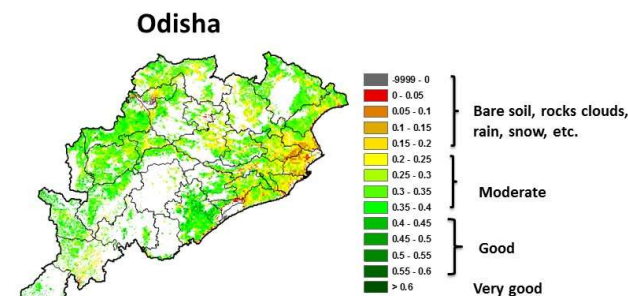 Odisha
-9999 - 0
0 - 0.05
0.05 - 0.1
0.1 - 0.15
0.15 - 0.2
0.2 - 0.25
0.25 - 0.3
0.3 - 0.35
0.35 - 0.4
0.4 - 0.45
0.45 - 0.5
0.5 - 0.55
0.55 - 0.6
> 0.6
Bare soil, rocks clouds,
rain, snow, etc.
Moderate
Good
Very good